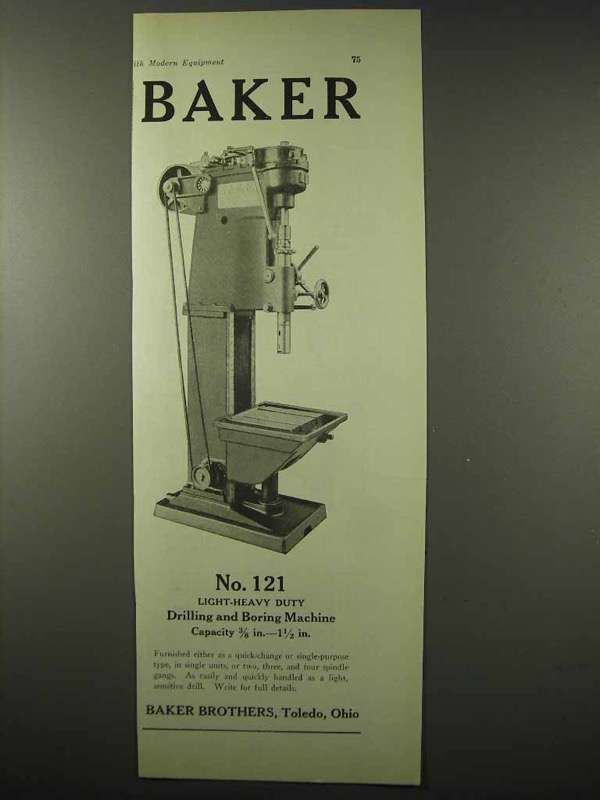 ith Modern Equipment 75
BAKER
No. 121
LIGHT-HEAVY DUTY
Drilling and Boring Machine
Capacity 3/8 in.—1 1/2 in.
Furnished either as a quick-change or single-purpose
type, in single units, or two, three, and four spindle
gangs. As easily and quickly handled as a light,
sensitive drill. Write for full details.
BAKER BROTHERS, Toledo, Ohio